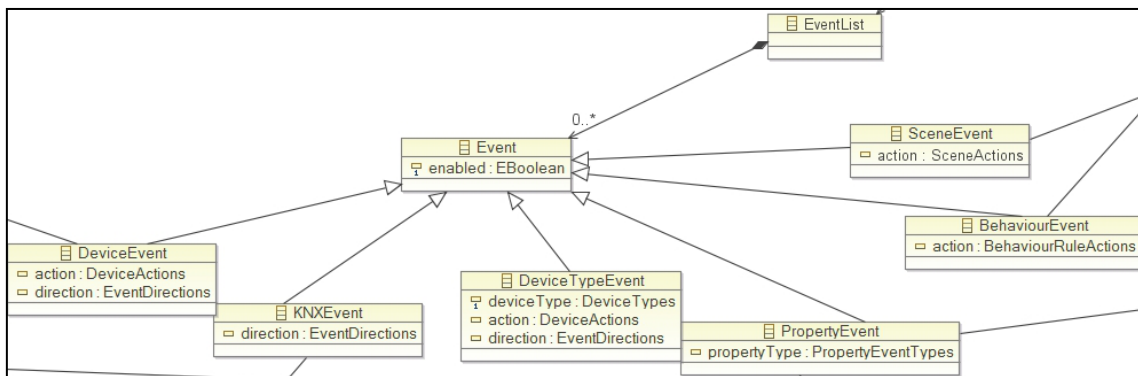 EventList
0..*
Event
enabled : EBoolean
SceneEvent
action : SceneActions
BehaviourEvent
action : BehaviourRuleActions
DeviceEvent
action : DeviceActions
direction : EventDirections
KNXEvent
direction : EventDirections
DeviceTypeEvent
deviceType : DeviceTypes
action : DeviceActions
direction : EventDirections
PropertyEvent
propertyType : PropertyEventTypes